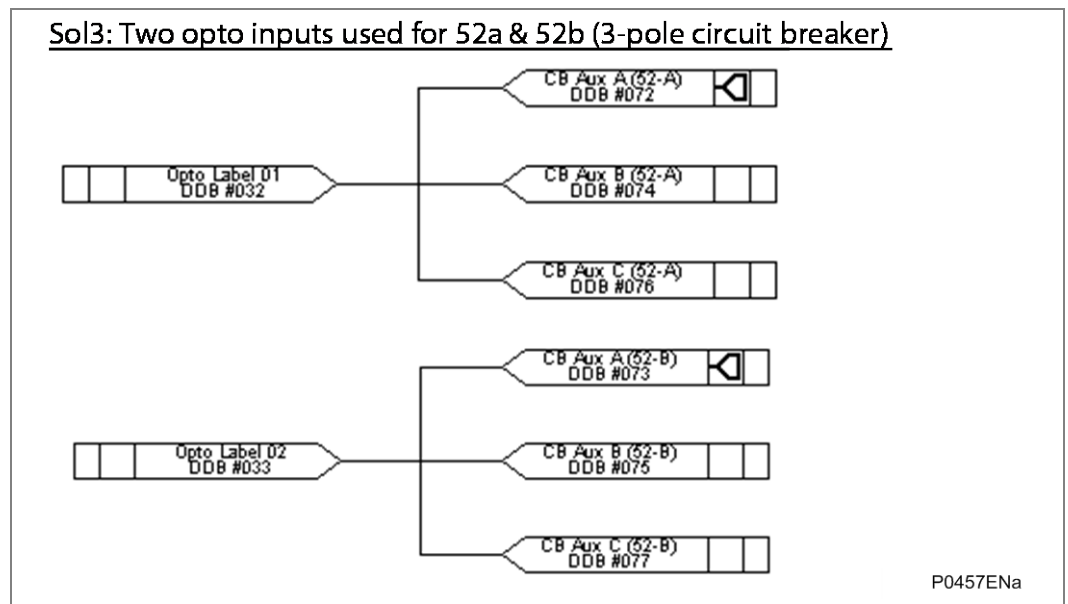 Sol3: Two opto inputs used for 52a & 52b (3-pole circuit breaker)
CB Aux A (52-A)
DDB #072
Opto Label 01
DDB #032
CB Aux B (52-A)
DDB #074
CB Aux C (52-A)
DDB #076
CB Aux A (52-B)
DDB #073
Opto Label 02
DDB #033
CB Aux B (52-B)
DDB #075
CB Aux C (52-B)
DDB #077
P0457ENa